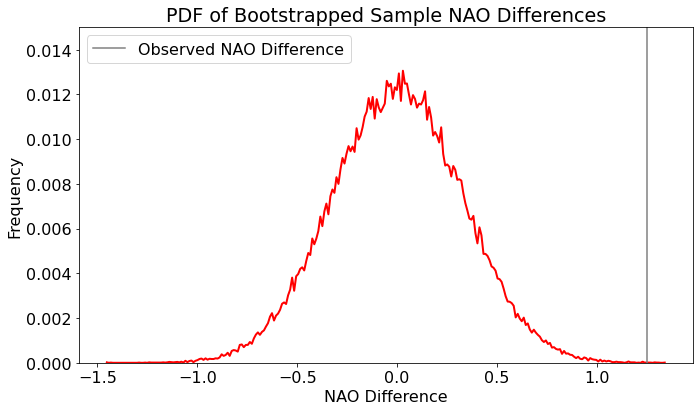 PDF of Bootstrapped Sample NAO Differences
Observed NAO Difference
0.014
0.012
0.010
0.008
0.006
0.004
0.002
0.000
Frequency
−1.5 −1.0 −0.5 0.0 0.5 1.0
NAO Difference